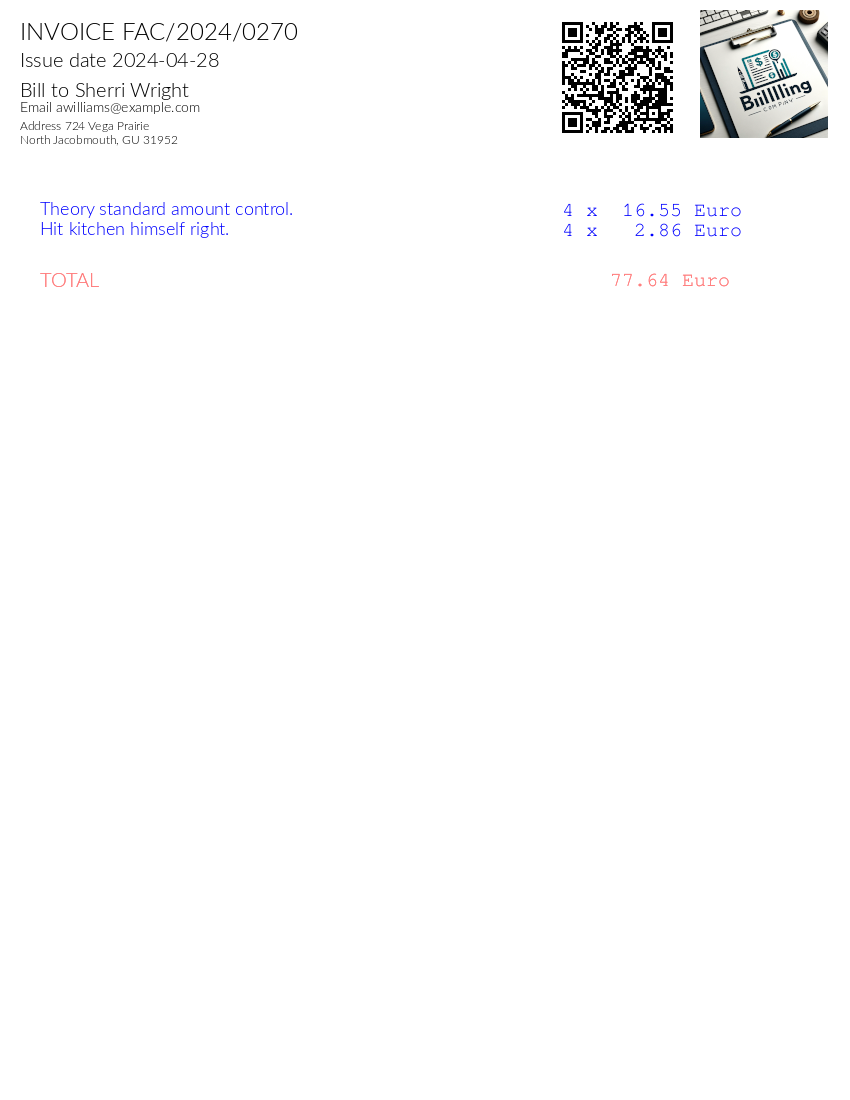 INVOICE FAC/2024/0270
Issue date 2024-04-28
Bill to Sherri Wright
Email awilliams@example.com
Address 724 Vega Prairie
North Jacobmouth, GU 31952
Biillling
COMPANY
Theory standard amount control. 4 x 16.55 Euro
Hit kitchen himself right. 4 x 2.86 Euro
TOTAL 77.64 Euro